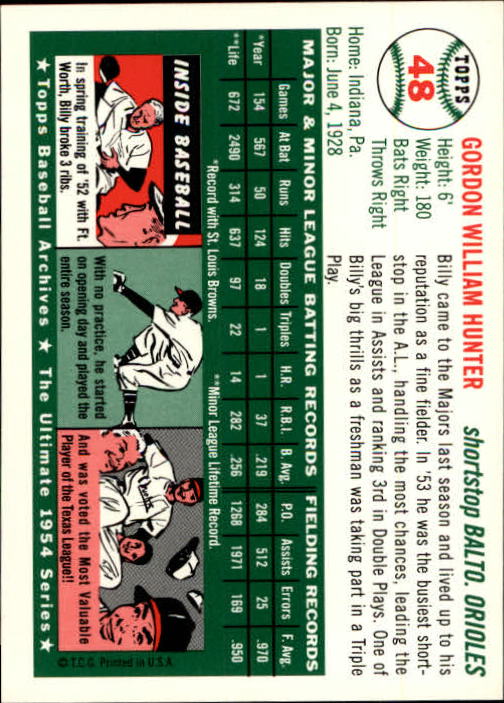 TOPPS
48
GORDON WILLIAM HUNTER
shortstop BALTO. ORIOLES
Height: 6'
Weight: 180
Bats Right
Throws Right
Home: Indiana, Pa.
Born: June 4, 1928
Billy came to the Majors last season and lived up to his
reputation as a fine fielder. In '53 he was the busiest short-
stop in the A.L., handling the most chances, leading the
League in Assists and ranking 3rd in Double Plays. One of
Billy's big thrills as a freshman was taking part in a Triple
Play.
MAJOR & MINOR LEAGUE BATTING RECORDS FIELDING RECORDS
Games At Bat Runs Hits Doubles Triples H.R. R.B.I. B. Avg. P.O. Assists Errors F. Avg.
*Year 154 567 50 124 18 1 1 37 .219 284 512 25 .970
**Life 672 2490 314 637 97 22 14 282 .256 1268 1971 169 .950
*Record with St. Louis Browns. **Minor League Lifetime Record.
INSIDE BASEBALL
In spring training of '52 with Ft.
Worth, Billy broke 3 ribs.
With no practice, he started
on opening day and played the
entire season.
And was voted the Most Valuable
Player of the Texas League!!
★ Topps Baseball Archives ★ The Ultimate 1954 Series ★
© T.C.G. Printed in U.S.A.